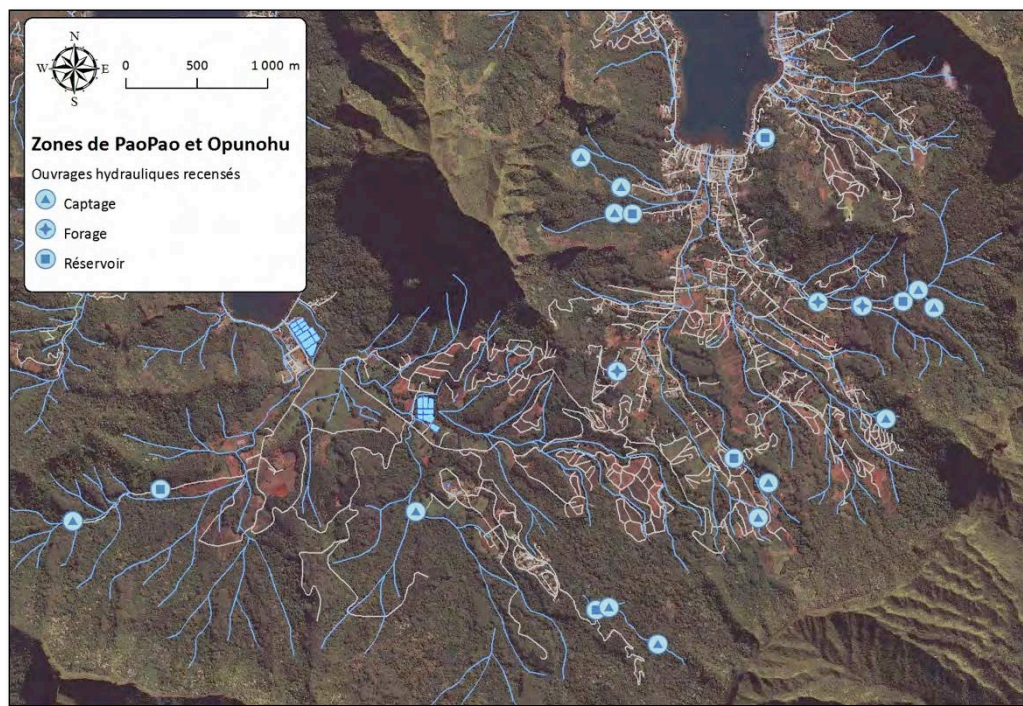 N
W E
S
0 500 1 000 m
Zones de PaoPao et Opunohu
Ouvrages hydrauliques recensés
Captage
Forage
Réservoir